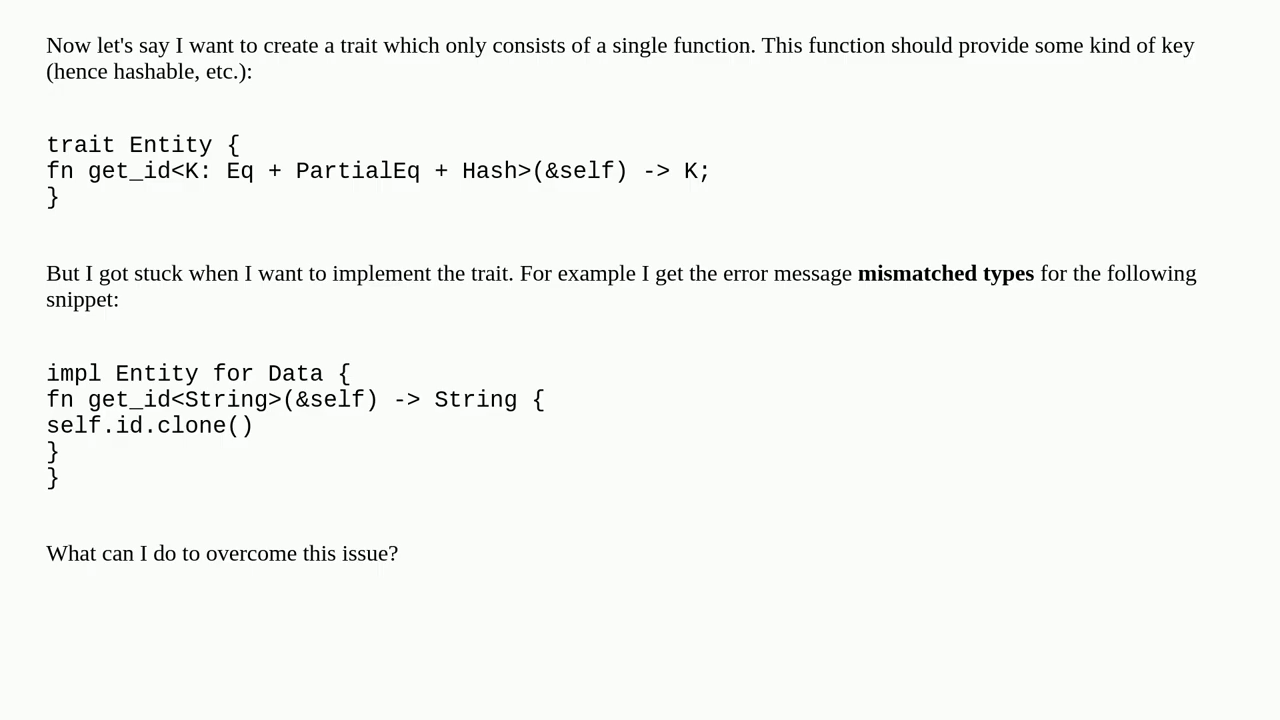 Now let's say I want to create a trait which only consists of a single function. This function should provide some kind of key
(hence hashable, etc.):
trait Entity {
fn get_id<K: Eq + PartialEq + Hash>(&self) -> K;
}
But I got stuck when I want to implement the trait. For example I get the error message mismatched types for the following
snippet:
impl Entity for Data {
fn get_id<String>(&self) -> String {
self.id.clone()
}
}
What can I do to overcome this issue?